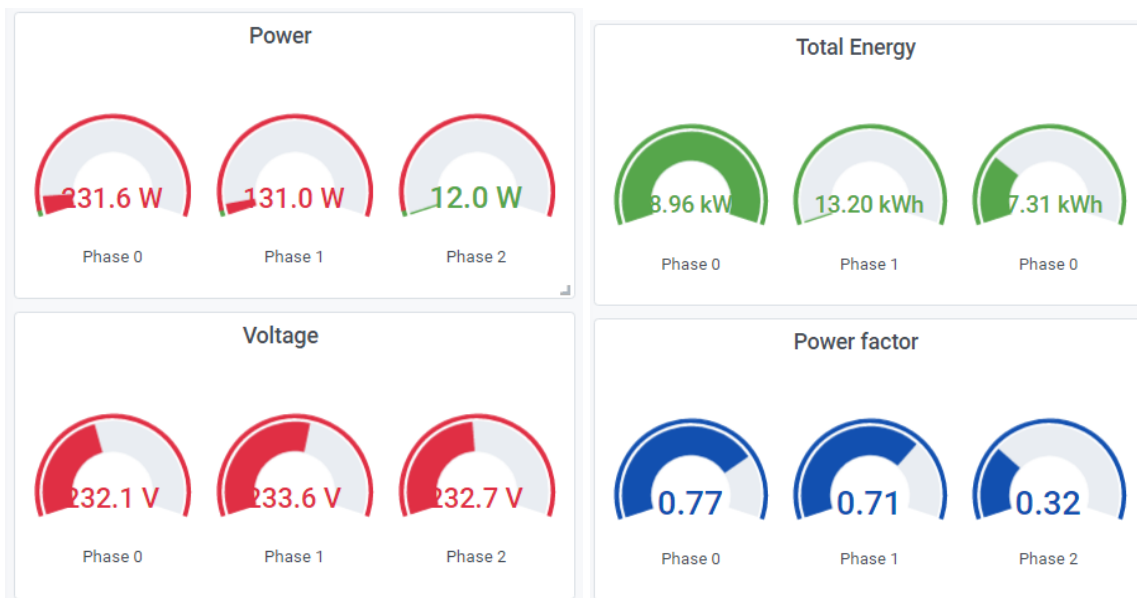 Power
231.6 W
131.0 W
12.0 W
Phase 0
Phase 1
Phase 2
Total Energy
8.96 kW
13.20 kWh
7.31 kWh
Phase 0
Phase 1
Phase 0
Voltage
232.1 V
233.6 V
232.7 V
Phase 0
Phase 1
Phase 2
Power factor
0.77
0.71
0.32
Phase 0
Phase 1
Phase 2